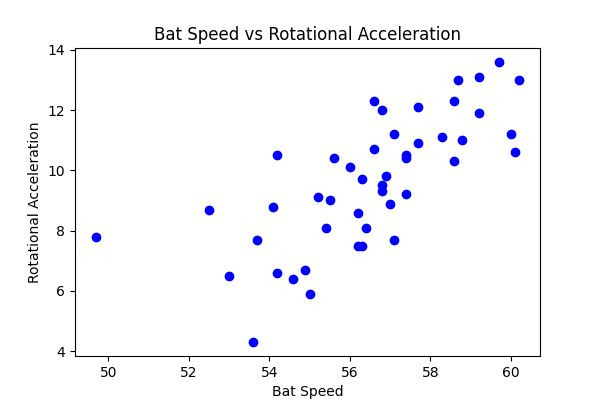 Bat Speed vs Rotational Acceleration
14
12
10
8
6
4
Rotational Acceleration
50 52 54 56 58 60
Bat Speed